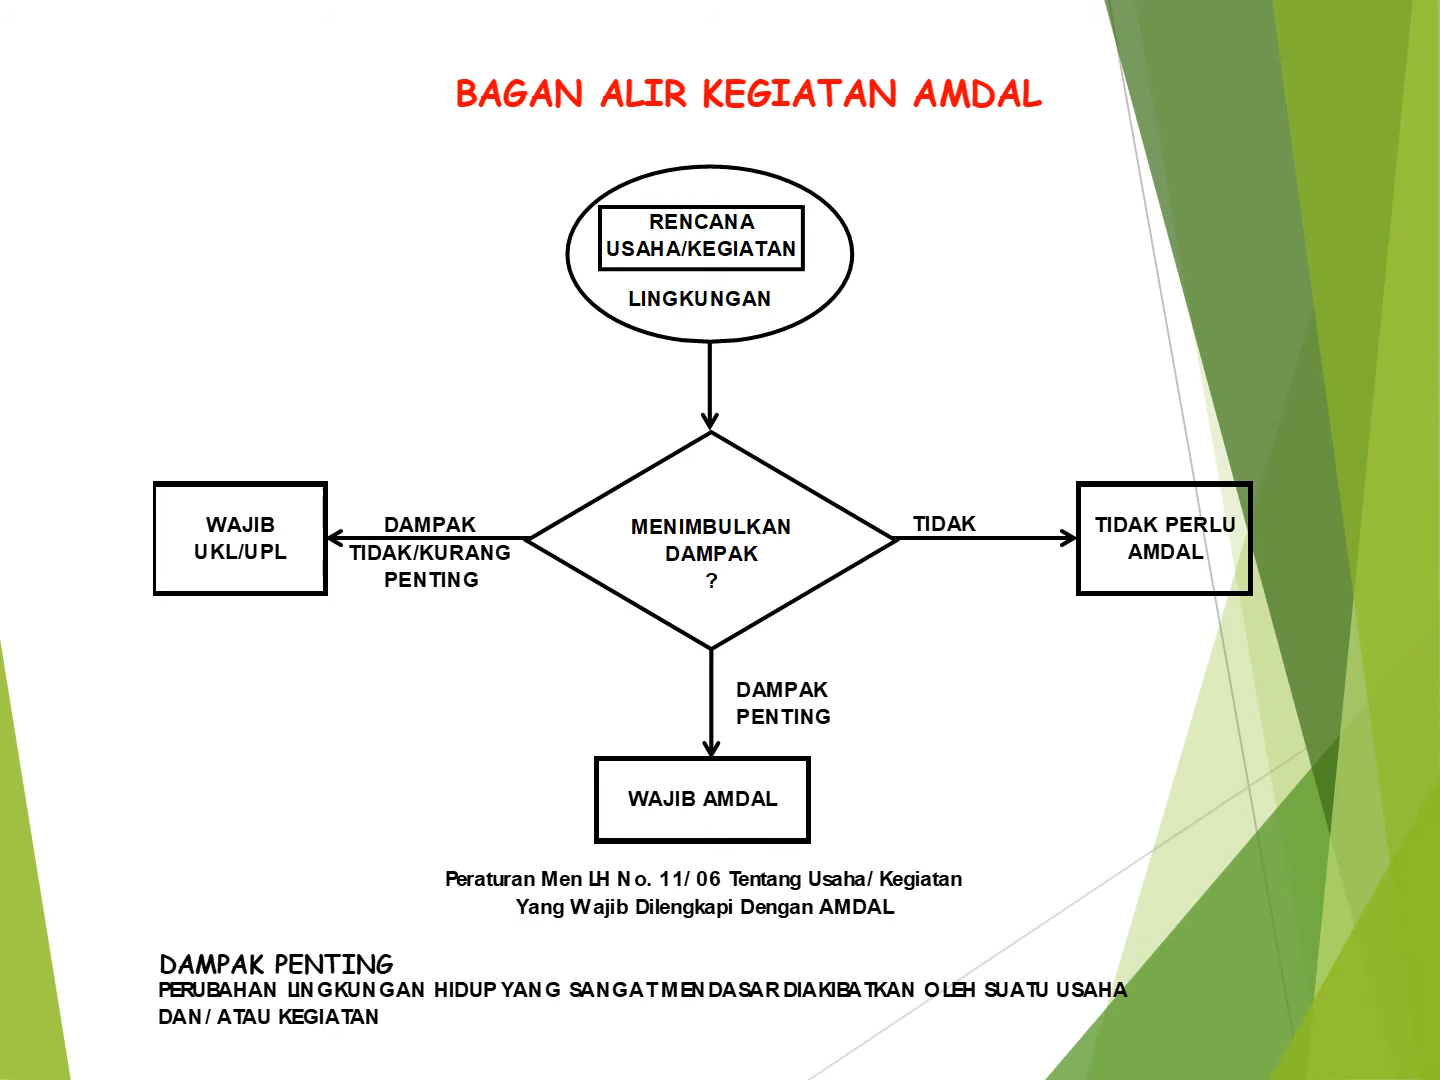 BAGAN ALIR KEGIATAN AMDAL
RENCANA
USAHA/KEGIATAN
LINGKUNGAN
WAJIB
UKL/UPL
DAMPAK
TIDAK/KURANG
PENTING
MENIMBULKAN
DAMPAK
?
TIDAK
TIDAK PERLU
AMDAL
DAMPAK
PENTING
WAJIB AMDAL
Peraturan Men LH No. 11/ 06 Tentang Usaha/ Kegiatan
Yang Wajib Dilengkapi Dengan AMDAL
DAMPAK PENTING
PERUBAHAN LINGKUNGAN HIDUP YANG SANGAT MENDASAR DIAKIBATKAN OLEH SUATU USAHA
DAN/ ATAU KEGIATAN